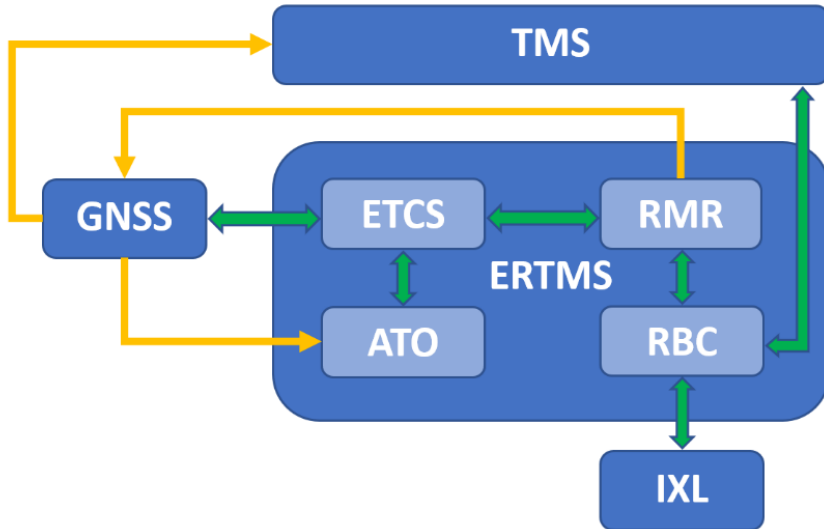 TMS
GNSS
ETCS
RMR
ERTMS
ATO
RBC
IXL